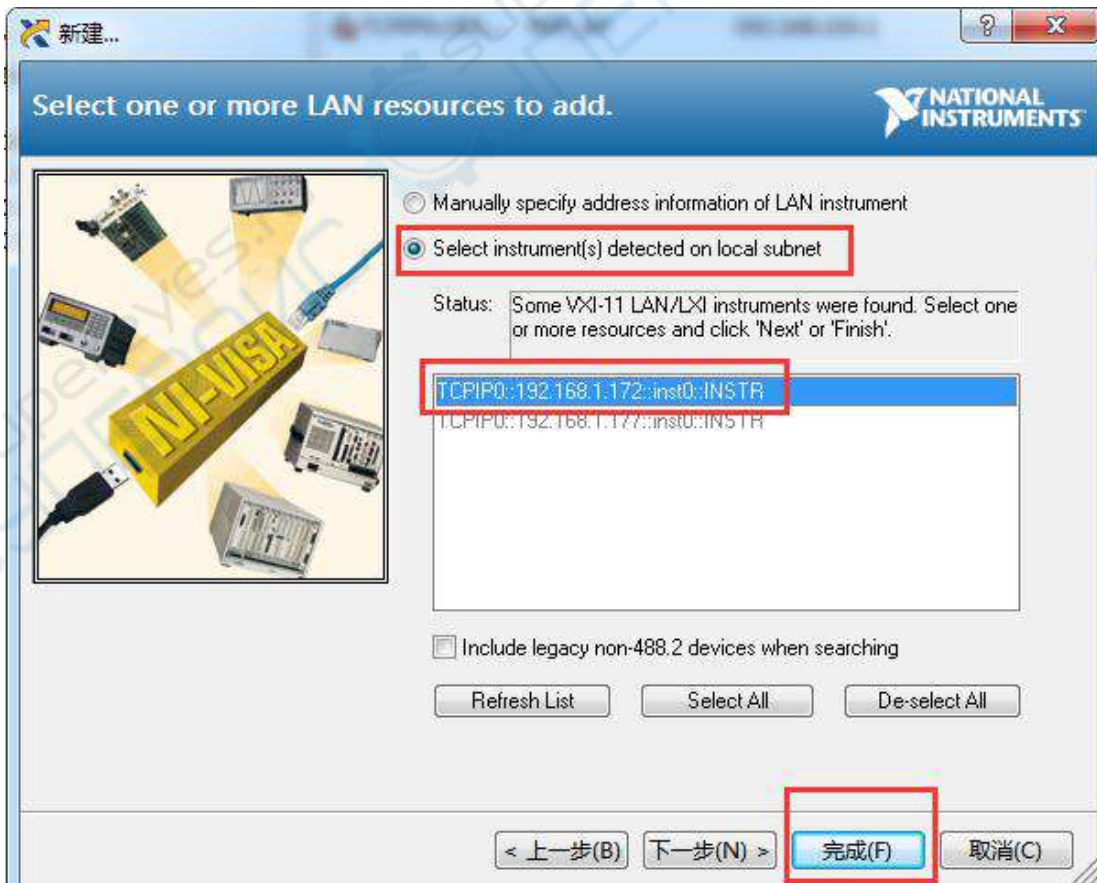 新建...
Select one or more LAN resources to add.
NATIONAL
INSTRUMENTS
NI-VISA
Manually specify address information of LAN instrument
Select instrument(s) detected on local subnet
Status: Some VXI-11 LAN/LXI instruments were found. Select one
or more resources and click 'Next' or 'Finish'.
TCPIP0::192.168.1.172::inst0::INSTR
TCPIP0::192.168.1.177::inst0::INSTR
Include legacy non-488.2 devices when searching
Refresh List Select All De-select All
< 上一步(B) 下一步(N) > 完成(F) 取消(C)